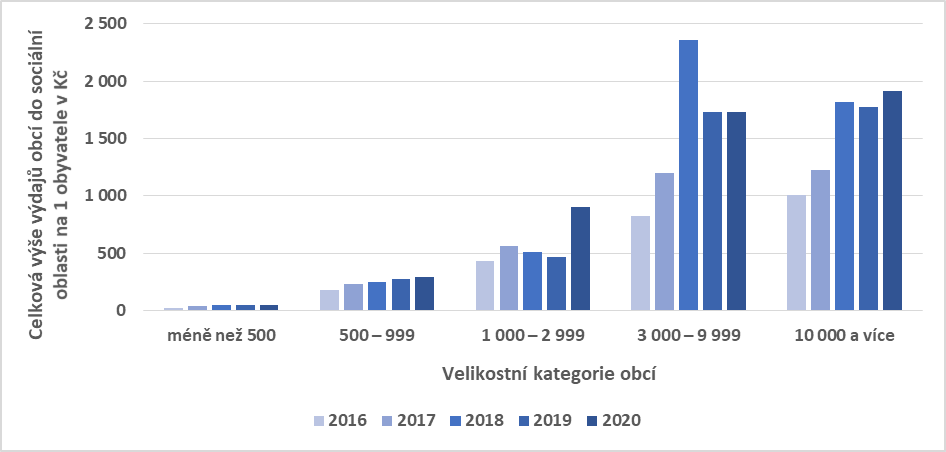 Celková výše výdajů obcí do sociální
oblasti na 1 obyvatele v Kč
2 500
2 000
1 500
1 000
500
0
méně než 500
500 – 999
1 000 – 2 999
3 000 – 9 999
10 000 a více
Velikostní kategorie obcí
2016 2017 2018 2019 2020